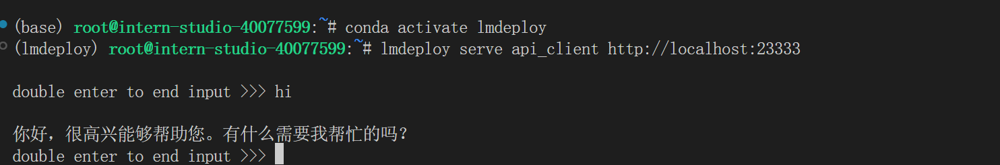 (base) root@intern-studio-40077599:~# conda activate lmdeploy
(lmdeploy) root@intern-studio-40077599:~# lmdeploy serve api_client http://localhost:23333
double enter to end input >>> hi
你好，很高兴能够帮助您。有什么需要我帮忙的吗？
double enter to end input >>>